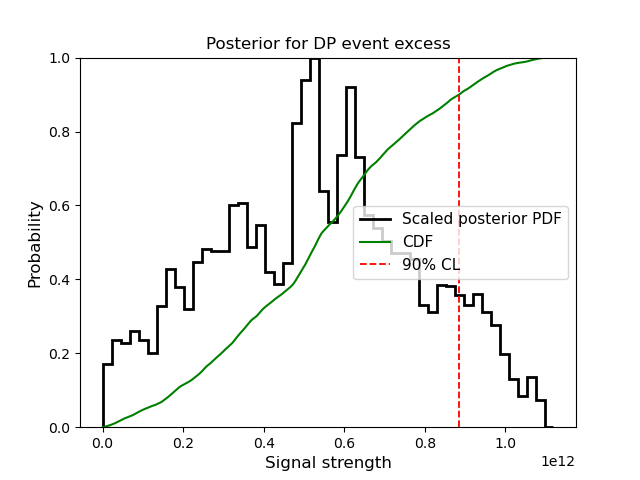 Posterior for DP event excess
Probability
1.0
0.8
0.6
0.4
0.2
0.0
Scaled posterior PDF
CDF
90% CL
0.0 0.2 0.4 0.6 0.8 1.0
1e12
Signal strength